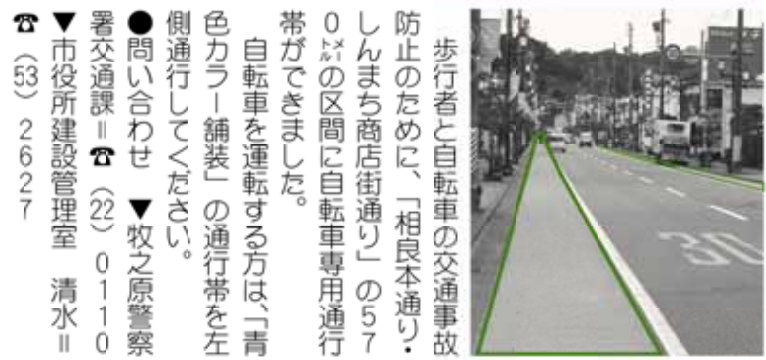 歩行者と自転車の交通事故
防止のために、「相良本通り・
しんまち商店街通り」の57
0㍍の区間に自転車専用通行
帯ができました。
自転車を運転する方は、「青
色カラー舗装」の通行帯を左
側通行してください。
●問い合わせ ▼牧之原警察
署交通課＝☎(22)0110
▼市役所建設管理室 清水＝
☎(53)2627
30